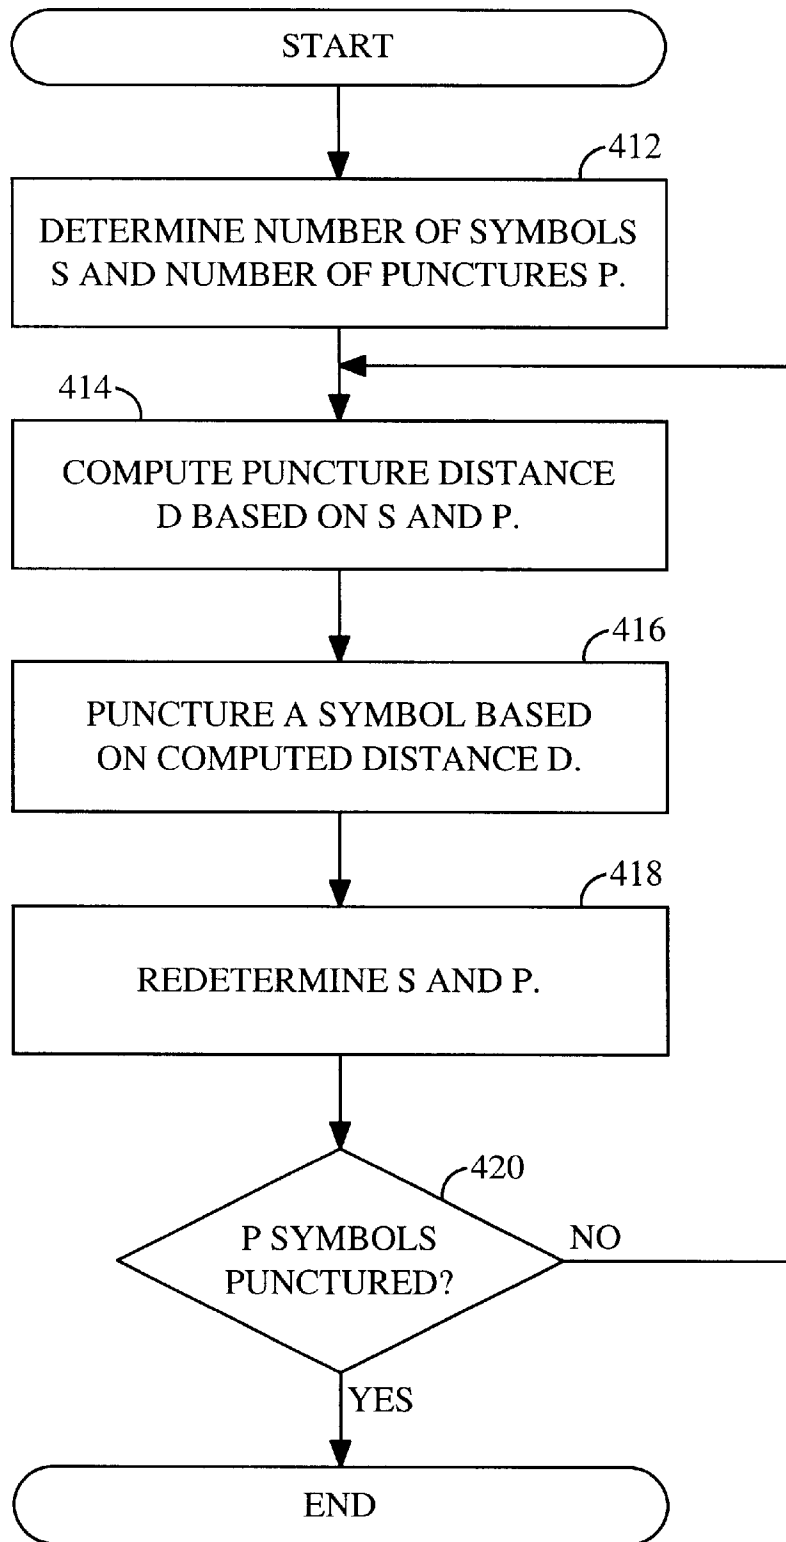 START
412
DETERMINE NUMBER OF SYMBOLS
S AND NUMBER OF PUNCTURES P.
414
COMPUTE PUNCTURE DISTANCE
D BASED ON S AND P.
416
PUNCTURE A SYMBOL BASED
ON COMPUTED DISTANCE D.
418
REDETERMINE S AND P.
420
P SYMBOLS
PUNCTURED?
NO
YES
END